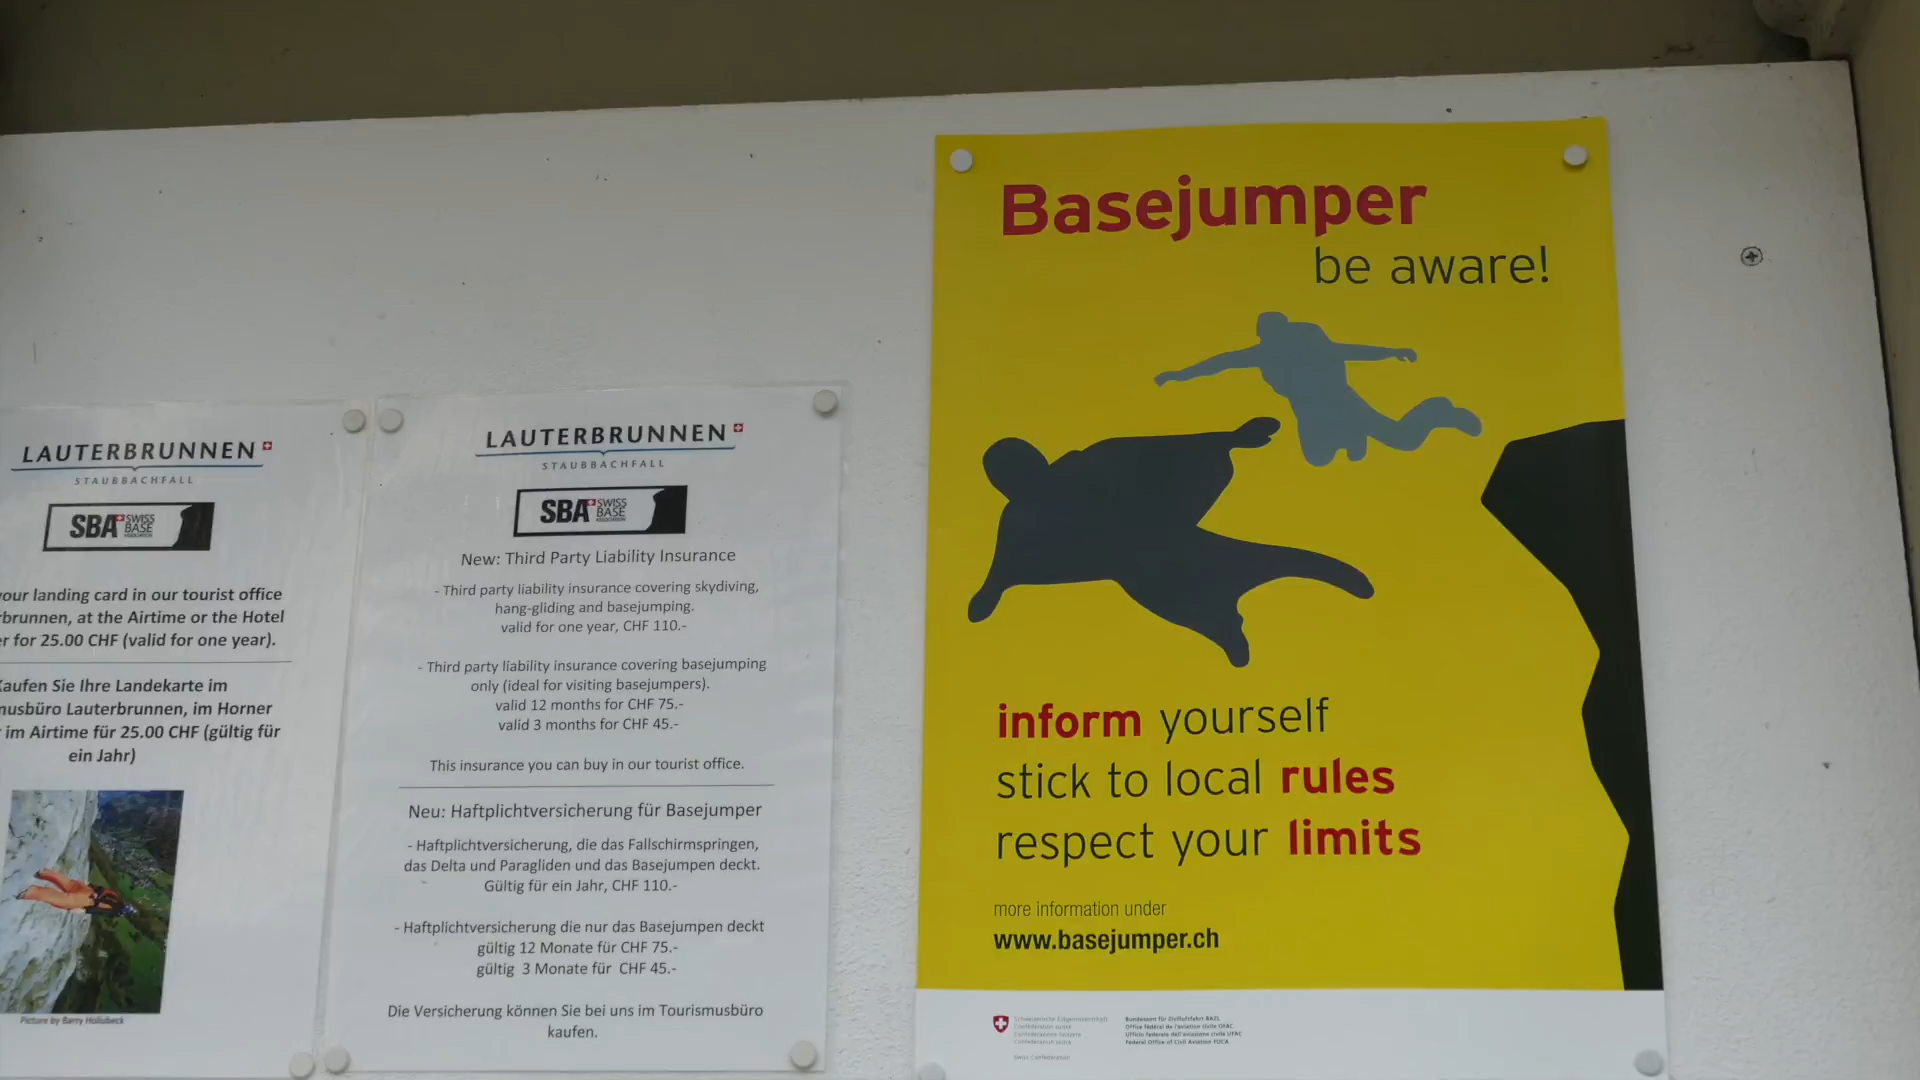 LAUTERBRUNNEN
STAUBBACHFALL
SBA SWISS
BASE
ASSOCIATION
your landing card in our tourist office
rbrunnen, at the Airtime or the Hotel
er for 25.00 CHF (valid for one year).
Kaufen Sie Ihre Landekarte im
musbüro Lauterbrunnen, im Horner
im Airtime für 25.00 CHF (gültig für
ein Jahr)
Picture by Barry Holubeck
LAUTERBRUNNEN
STAUBBACHFALL
SBA SWISS
BASE
ASSOCIATION
New: Third Party Liability Insurance
- Third party liability insurance covering skydiving,
hang-gliding and basejumping.
valid for one year, CHF 110.-
- Third party liability insurance covering basejumping
only (ideal for visiting basejumpers).
valid 12 months for CHF 75.-
valid 3 months for CHF 45.-
This insurance you can buy in our tourist office.
Neu: Haftplichtversicherung für Basejumper
- Haftplichtversicherung, die das Fallschirmspringen,
das Delta und Paragliden und das Basejumpen deckt.
Gültig für ein Jahr, CHF 110.-
- Haftplichtversicherung die nur das Basejumpen deckt
gültig 12 Monate für CHF 75.-
gültig 3 Monate für CHF 45.-
Die Versicherung können Sie bei uns im Tourismusbüro
kaufen.
Basejumper
be aware!
inform yourself
stick to local rules
respect your limits
more information under
www.basejumper.ch
Schweizerische Eidgenossenschaft
Confédération suisse
Confederazione Svizzera
Confederaziun svizra
Swiss Confederation
Bundesamt für Zivilluftfahrt BAZL
Office fédéral de l'aviation civile OFAC
Ufficio federale dell'aviazione civile UFAC
Federal Office of Civil Aviation FOCA